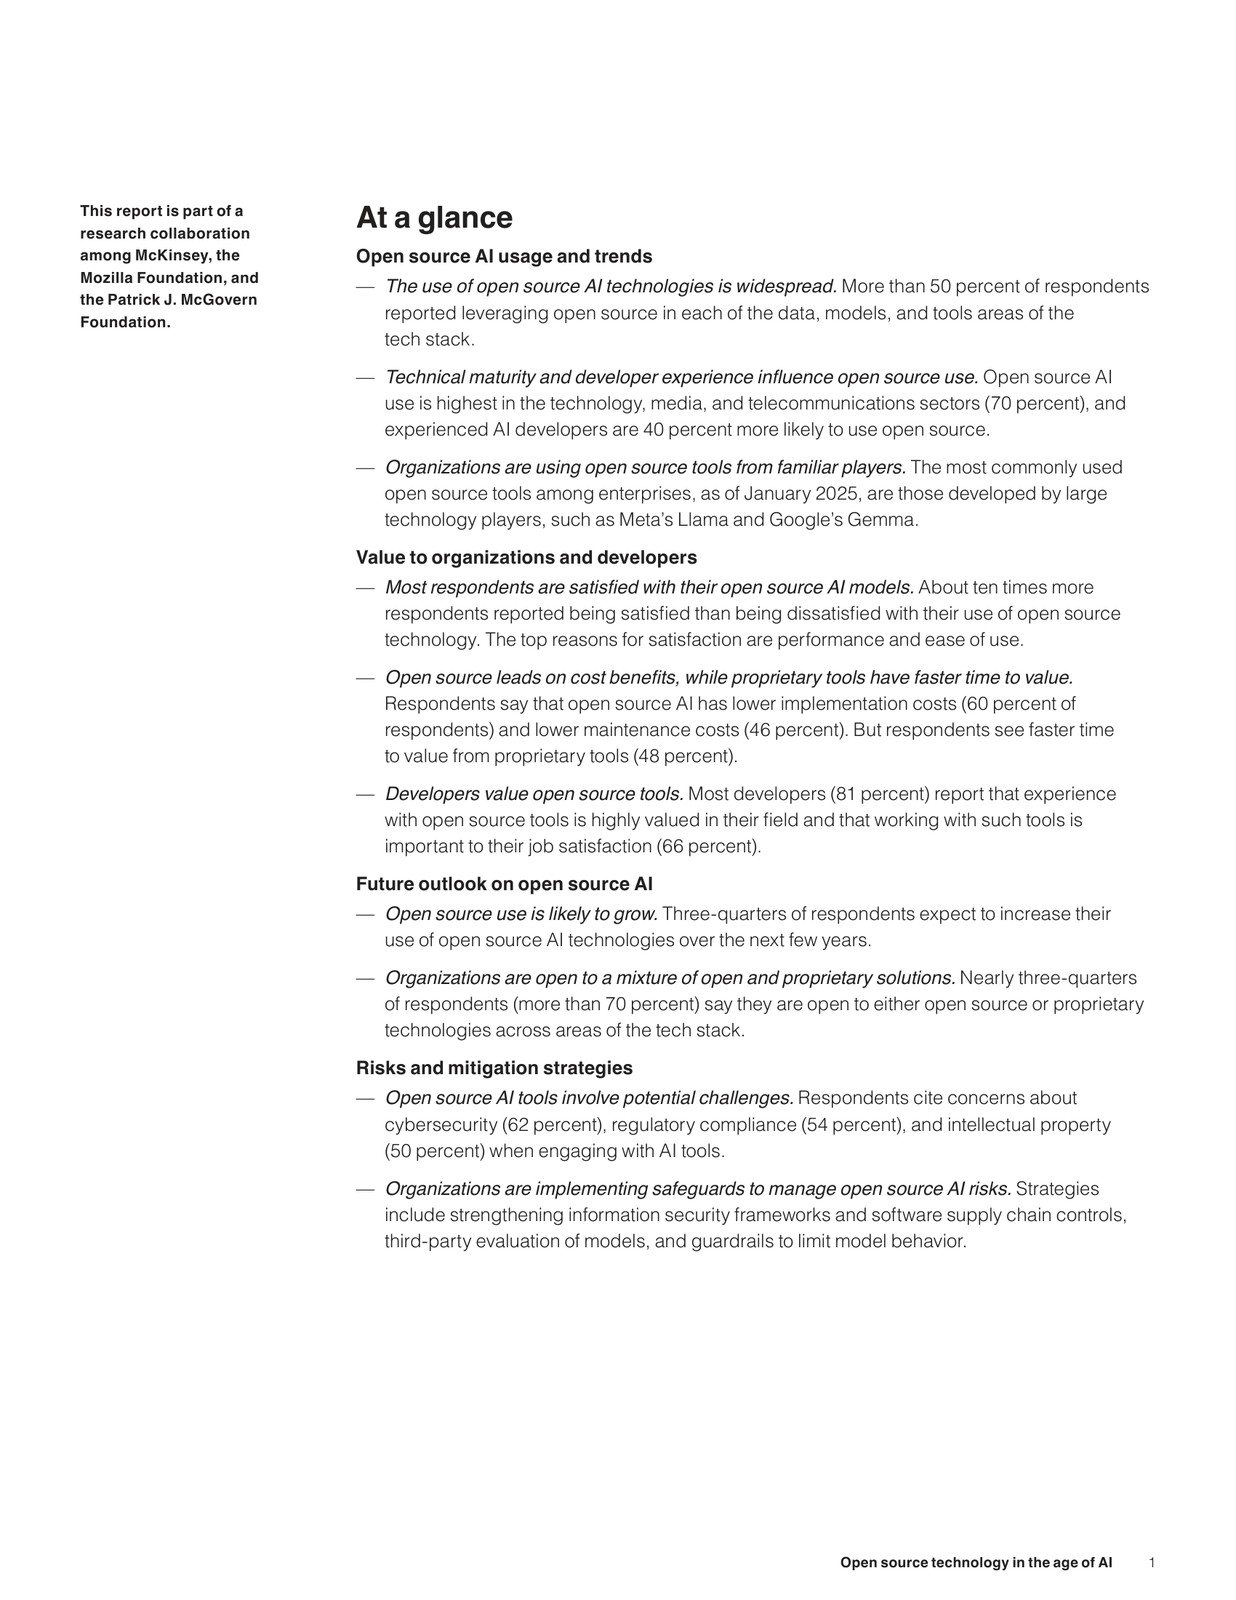 This report is part of a
research collaboration
among McKinsey, the
Mozilla Foundation, and
the Patrick J. McGovern
Foundation.
At a glance
Open source AI usage and trends
— The use of open source AI technologies is widespread. More than 50 percent of respondents
reported leveraging open source in each of the data, models, and tools areas of the
tech stack.
— Technical maturity and developer experience influence open source use. Open source AI
use is highest in the technology, media, and telecommunications sectors (70 percent), and
experienced AI developers are 40 percent more likely to use open source.
— Organizations are using open source tools from familiar players. The most commonly used
open source tools among enterprises, as of January 2025, are those developed by large
technology players, such as Meta’s Llama and Google’s Gemma.
Value to organizations and developers
— Most respondents are satisfied with their open source AI models. About ten times more
respondents reported being satisfied than being dissatisfied with their use of open source
technology. The top reasons for satisfaction are performance and ease of use.
— Open source leads on cost benefits, while proprietary tools have faster time to value.
Respondents say that open source AI has lower implementation costs (60 percent of
respondents) and lower maintenance costs (46 percent). But respondents see faster time
to value from proprietary tools (48 percent).
— Developers value open source tools. Most developers (81 percent) report that experience
with open source tools is highly valued in their field and that working with such tools is
important to their job satisfaction (66 percent).
Future outlook on open source AI
— Open source use is likely to grow. Three-quarters of respondents expect to increase their
use of open source AI technologies over the next few years.
— Organizations are open to a mixture of open and proprietary solutions. Nearly three-quarters
of respondents (more than 70 percent) say they are open to either open source or proprietary
technologies across areas of the tech stack.
Risks and mitigation strategies
— Open source AI tools involve potential challenges. Respondents cite concerns about
cybersecurity (62 percent), regulatory compliance (54 percent), and intellectual property
(50 percent) when engaging with AI tools.
— Organizations are implementing safeguards to manage open source AI risks. Strategies
include strengthening information security frameworks and software supply chain controls,
third-party evaluation of models, and guardrails to limit model behavior.
Open source technology in the age of AI 1